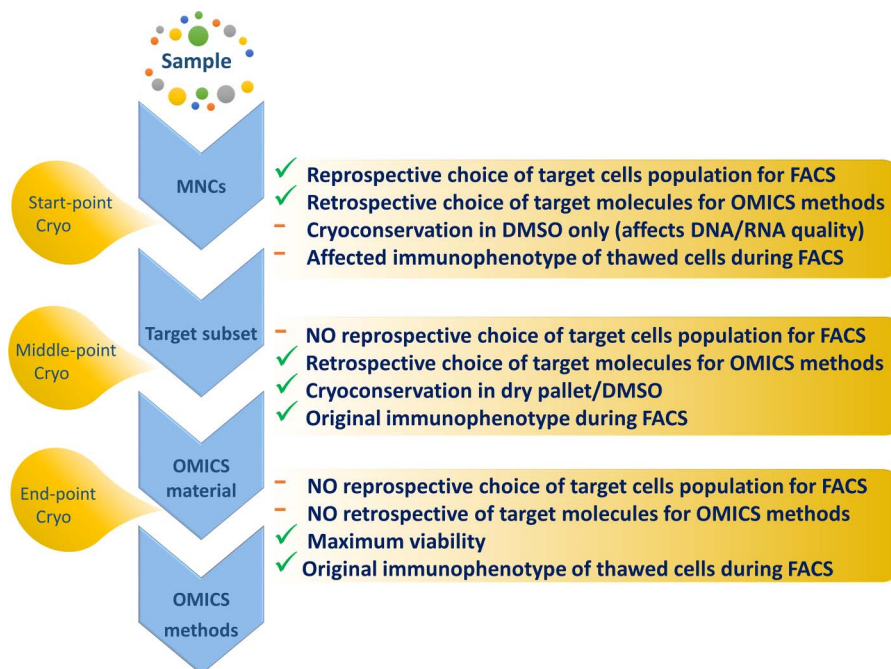 Sample
MNCs
Start-point
Cryo
Reprospective choice of target cells population for FACS
Retrospective choice of target molecules for OMICS methods
Cryoconservation in DMSO only (affects DNA/RNA quality)
Affected immunophenotype of thawed cells during FACS
Target subset
Middle-point
Cryo
NO reprospective choice of target cells population for FACS
Retrospective choice of target molecules for OMICS methods
Cryoconservation in dry pallet/DMSO
Original immunophenotype during FACS
OMICS
material
End-point
Cryo
NO reprospective choice of target cells population for FACS
NO retrospective of target molecules for OMICS methods
Maximum viability
Original immunophenotype of thawed cells during FACS
OMICS
methods